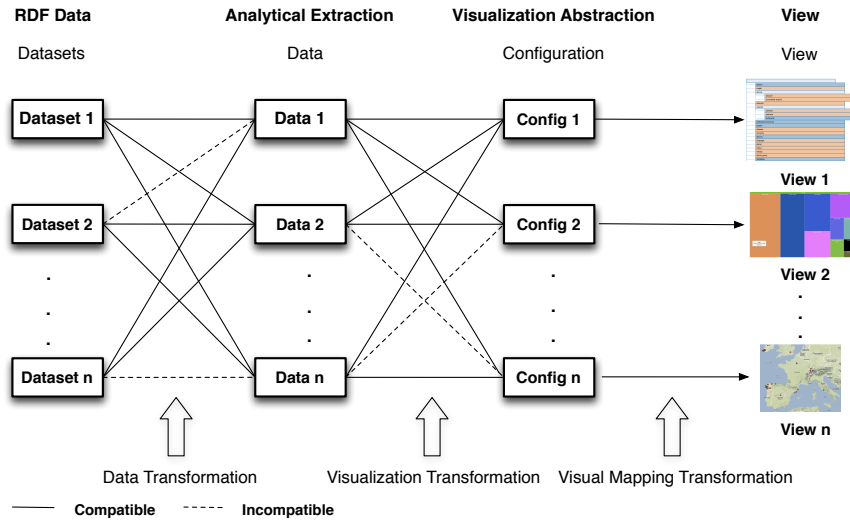 RDF Data
Analytical Extraction
Visualization Abstraction
View
Datasets
Data
Configuration
View
Dataset 1
Data 1
Config 1
View 1
Dataset 2
Data 2
Config 2
View 2
Dataset n
Data n
Config n
View n
Data Transformation
Visualization Transformation
Visual Mapping Transformation
Compatible
Incompatible